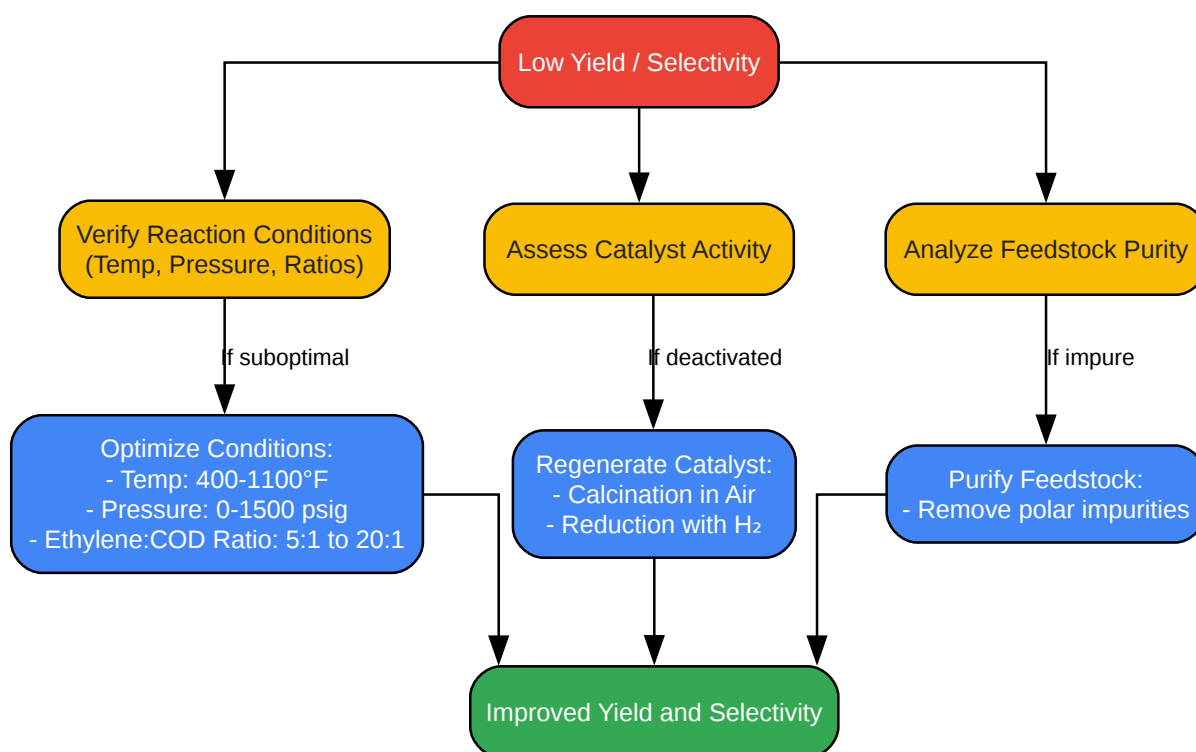 Low Yield / Selectivity
Verify Reaction Conditions
(Temp, Pressure, Ratios)
Assess Catalyst Activity
Analyze Feedstock Purity
If suboptimal
If deactivated
If impure
Optimize Conditions:
- Temp: 400-1100°F
- Pressure: 0-1500 psig
- Ethylene:COD Ratio: 5:1 to 20:1
Regenerate Catalyst:
- Calcination in Air
- Reduction with H₂
Purify Feedstock:
- Remove polar impurities
Improved Yield and Selectivity